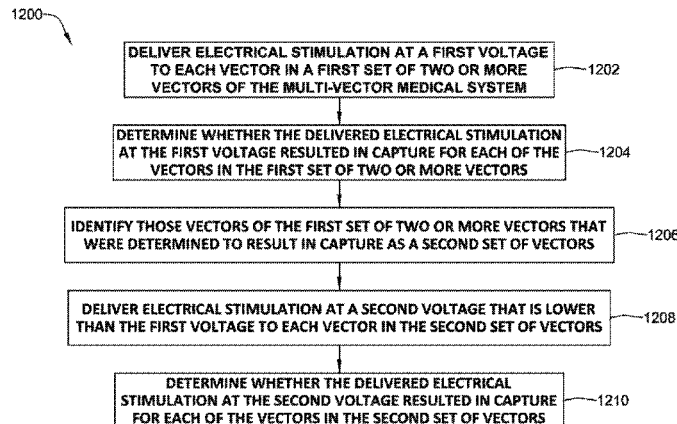 1200
DELIVER ELECTRICAL STIMULATION AT A FIRST VOLTAGE
TO EACH VECTOR IN A FIRST SET OF TWO OR MORE
VECTORS OF THE MULTI-VECTOR MEDICAL SYSTEM
1202
DETERMINE WHETHER THE DELIVERED ELECTRICAL STIMULATION
AT THE FIRST VOLTAGE RESULTED IN CAPTURE FOR EACH OF THE
VECTORS IN THE FIRST SET OF TWO OR MORE VECTORS
1204
IDENTIFY THOSE VECTORS OF THE FIRST SET OF TWO OR MORE VECTORS THAT
WERE DETERMINED TO RESULT IN CAPTURE AS A SECOND SET OF VECTORS
1206
DELIVER ELECTRICAL STIMULATION AT A SECOND VOLTAGE THAT IS LOWER
THAN THE FIRST VOLTAGE TO EACH VECTOR IN THE SECOND SET OF VECTORS
1208
DETERMINE WHETHER THE DELIVERED ELECTRICAL
STIMULATION AT THE SECOND VOLTAGE RESULTED IN CAPTURE
FOR EACH OF THE VECTORS IN THE SECOND SET OF VECTORS
1210